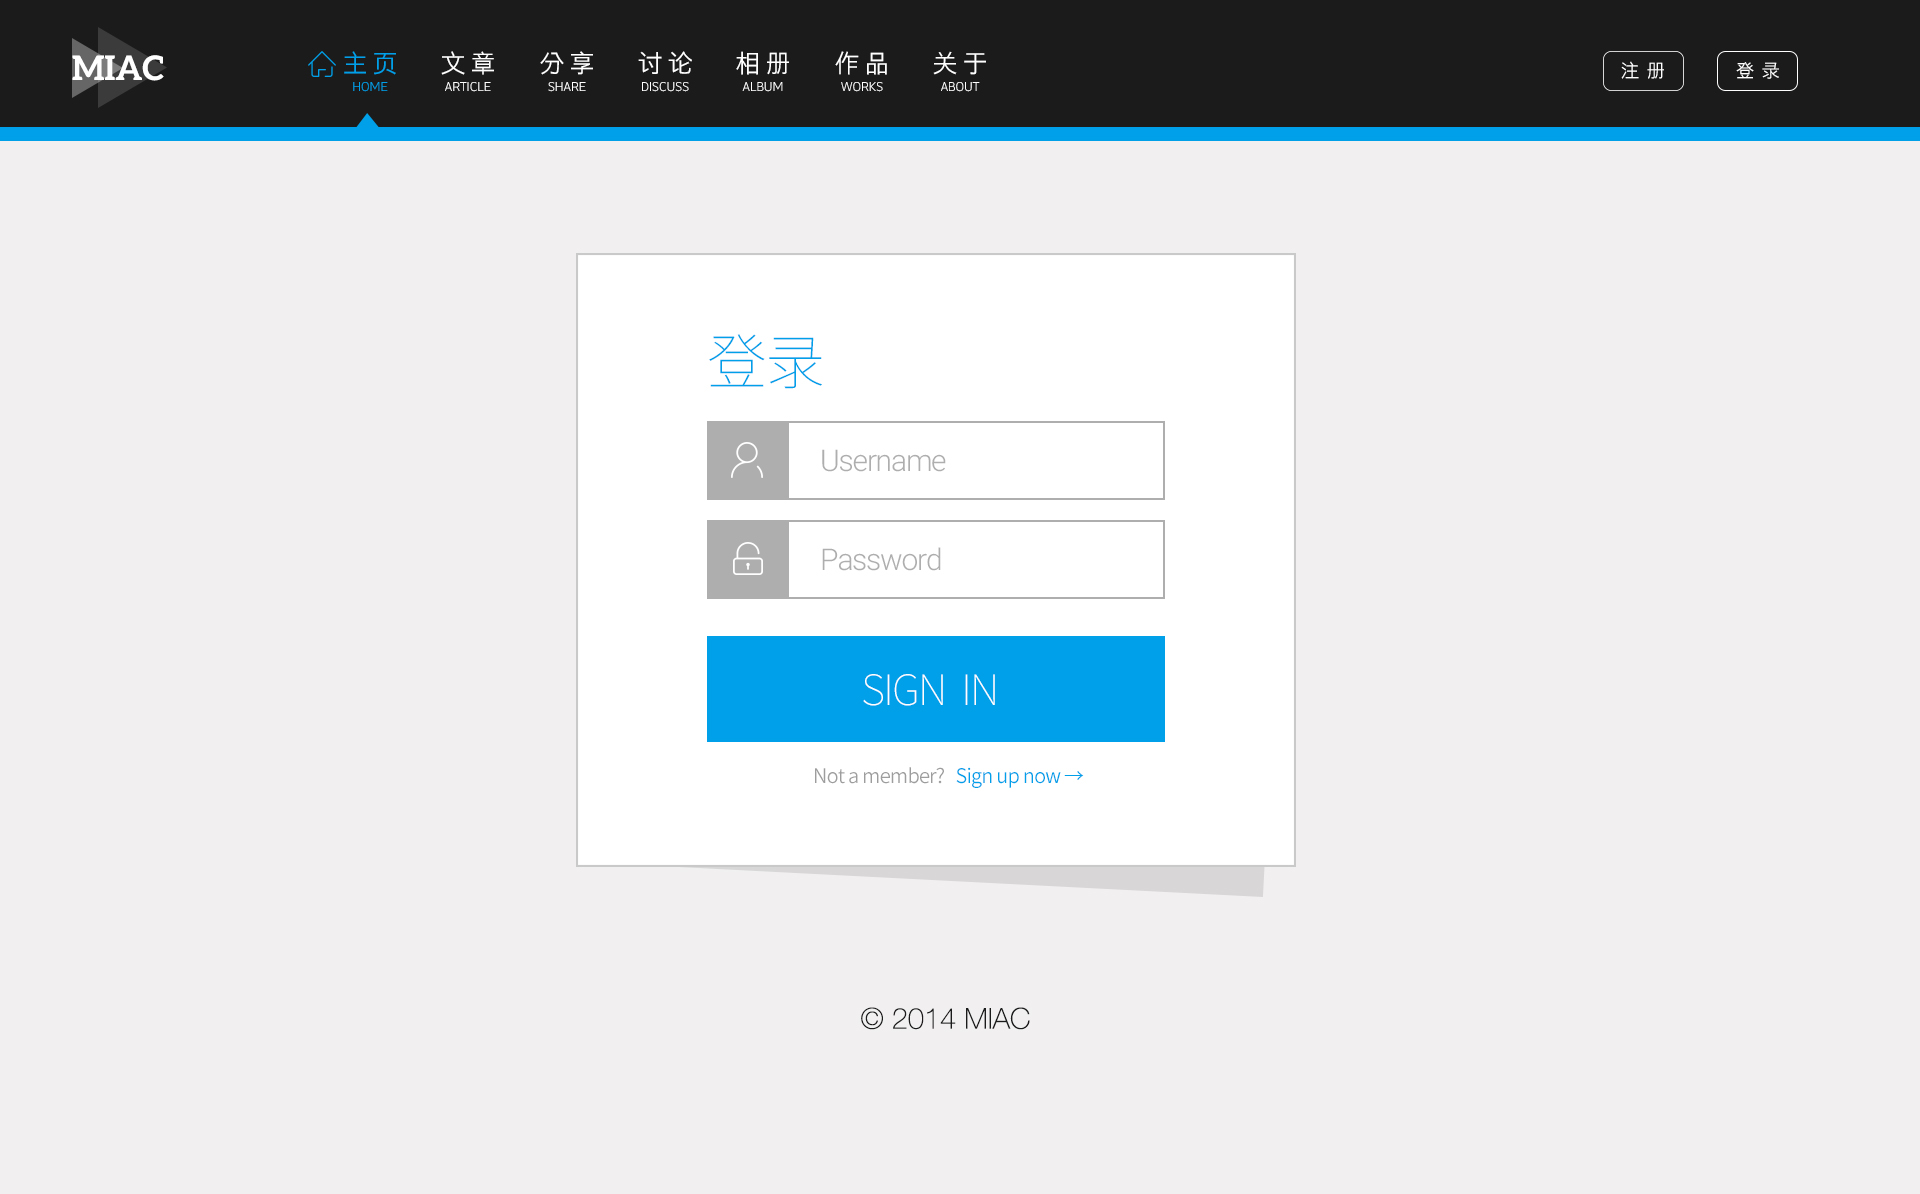 MIAC
主页
HOME
文章
ARTICLE
分享
SHARE
讨论
DISCUSS
相册
ALBUM
作品
WORKS
关于
ABOUT
注册
登录
登录
Username
Password
SIGN IN
Not a member? Sign up now →
© 2014 MIAC